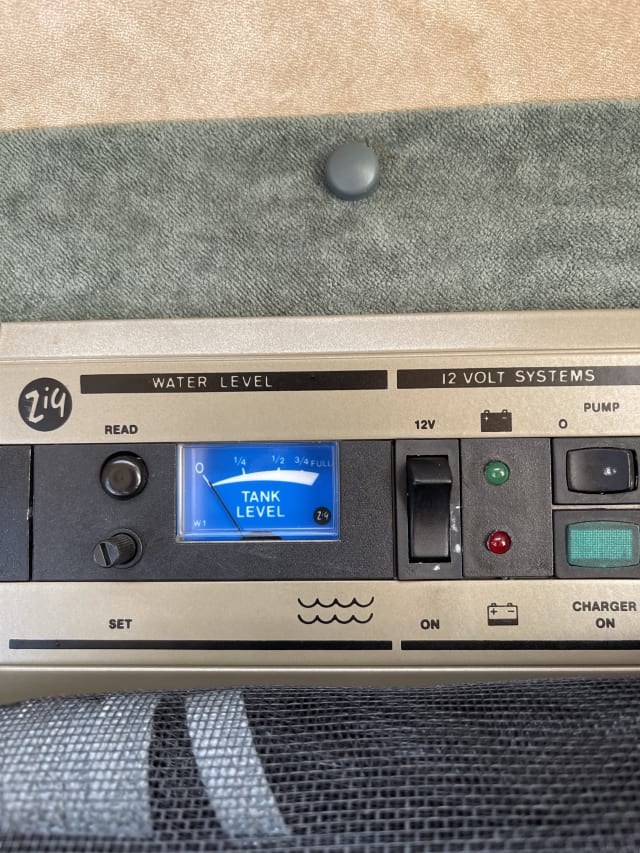 Zig
WATER LEVEL
12 VOLT SYSTEMS
READ
12V
O
PUMP
0 1/4 1/2 3/4 FULL
TANK
LEVEL
W1
Zig
SET
ON
CHARGER
ON